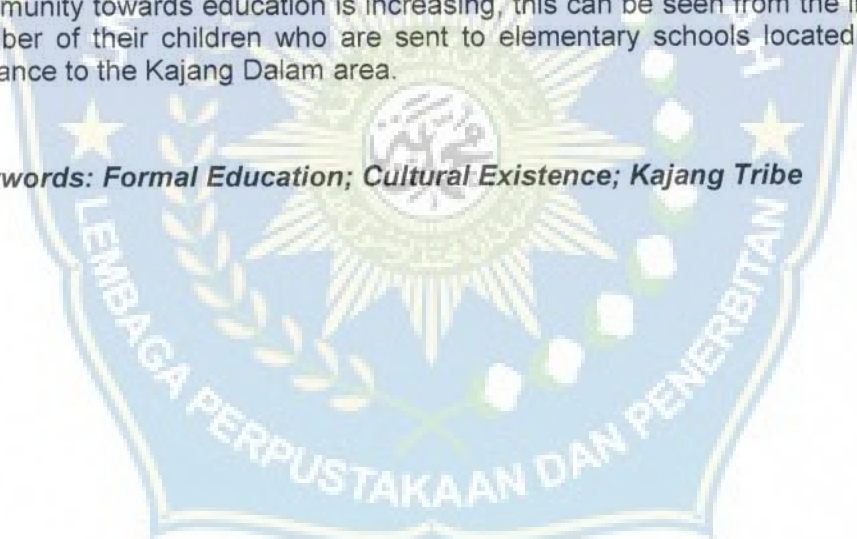 munity towards education is increasing, this can be seen from the
ber of their children who are sent to elementary schools located
ance to the Kajang Dalam area.
words: Formal Education; Cultural Existence; Kajang Tribe
LEMBAGA PERPUSTAKAAN DAN PENERBITAN